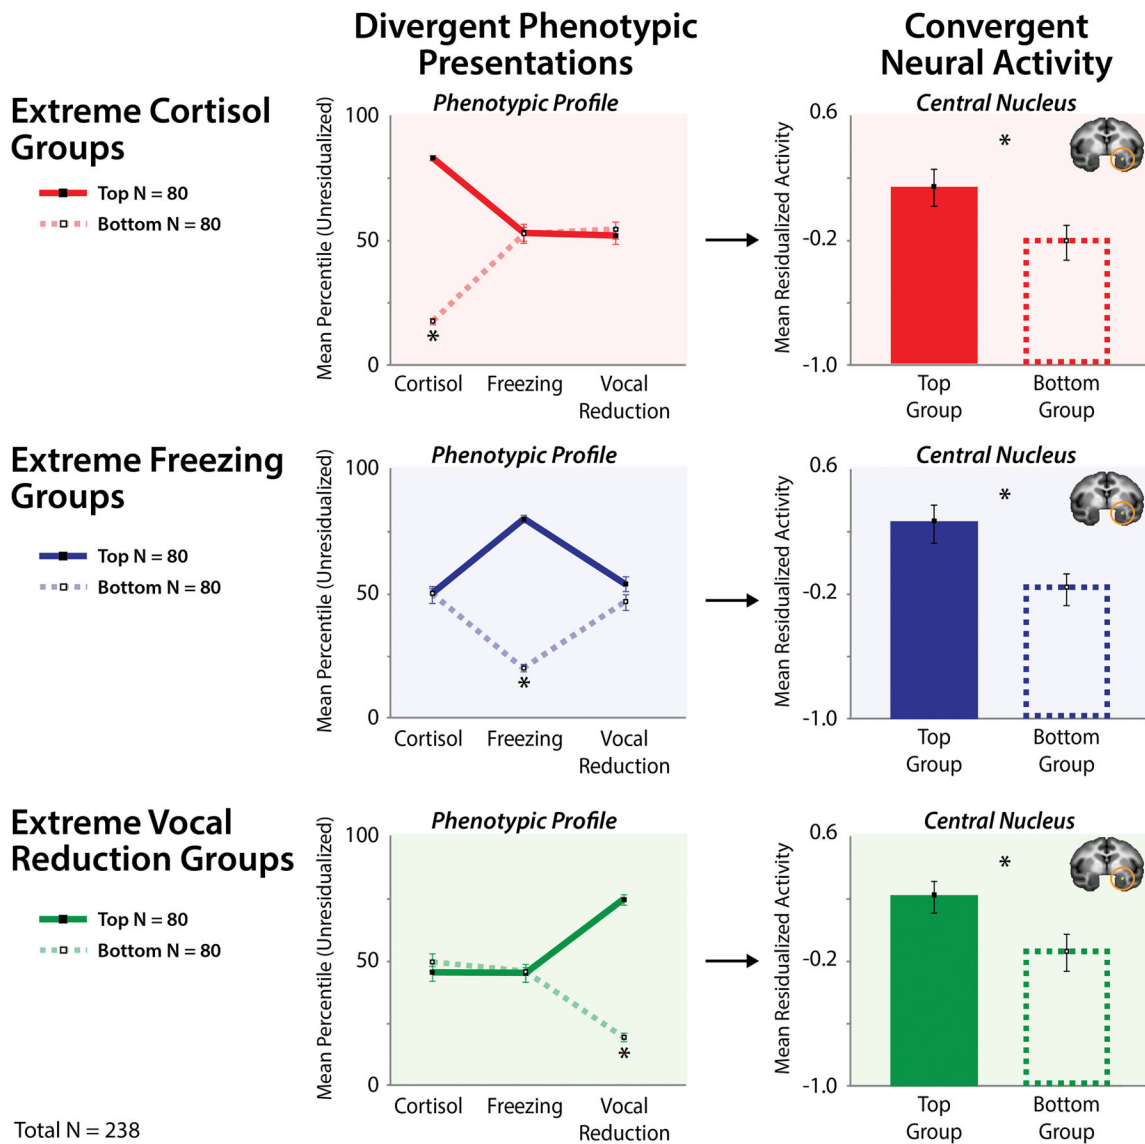 Divergent Phenotypic
Presentations
Convergent
Neural Activity
Extreme Cortisol
Groups
Top N = 80
Bottom N = 80
Phenotypic Profile
Mean Percentile (Unresidualized)
100
50
0
Cortisol
Freezing
Vocal
Reduction
Central Nucleus
Mean Residualized Activity
0.6
-0.2
-1.0
*
*
Top
Group
Bottom
Group
Extreme Freezing
Groups
Top N = 80
Bottom N = 80
Phenotypic Profile
Mean Percentile (Unresidualized)
100
50
0
*
Cortisol
Freezing
Vocal
Reduction
Central Nucleus
Mean Residualized Activity
0.6
-0.2
-1.0
*
Top
Group
Bottom
Group
Extreme Vocal
Reduction Groups
Top N = 80
Bottom N = 80
Phenotypic Profile
Mean Percentile (Unresidualized)
100
50
0
*
Cortisol
Freezing
Vocal
Reduction
Central Nucleus
Mean Residualized Activity
0.6
-0.2
-1.0
*
Top
Group
Bottom
Group
Total N = 238